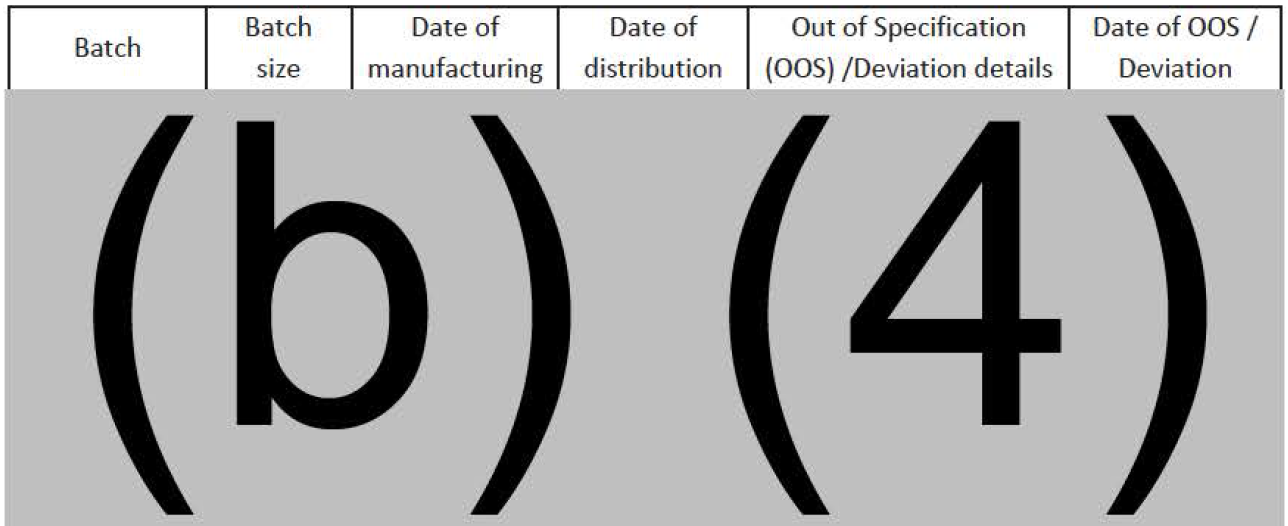 Batch
Batch size
Date of manufacturing
Date of distribution
Out of Specification (OOS) /Deviation details
Date of OOS / Deviation
(b) (4)